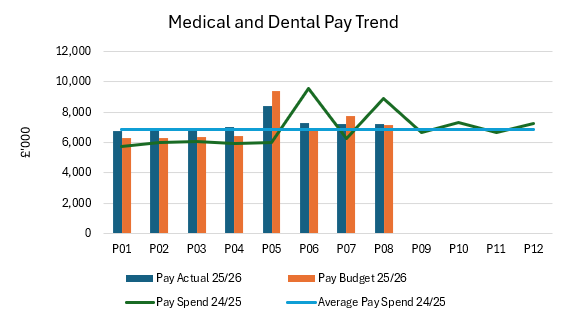 Medical and Dental Pay Trend
12,000
10,000
8,000
6,000
4,000
2,000
0
£'000
P01 P02 P03 P04 P05 P06 P07 P08 P09 P10 P11 P12
Pay Actual 25/26 Pay Budget 25/26
Pay Spend 24/25 Average Pay Spend 24/25